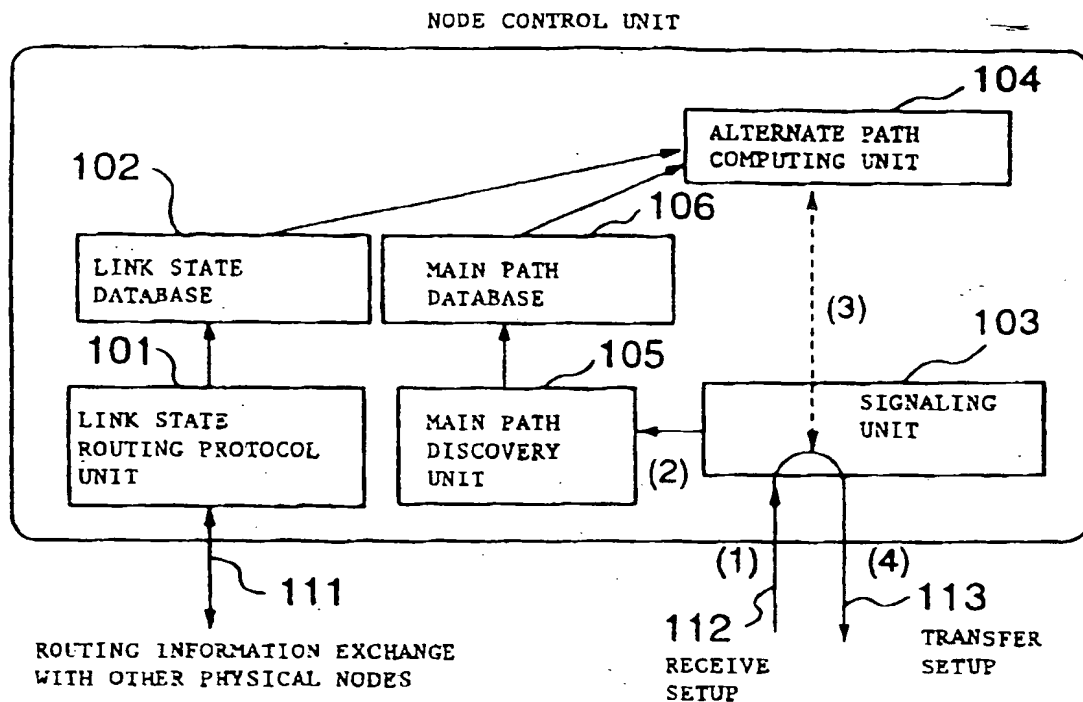 NODE CONTROL UNIT
104
ALTERNATE PATH
COMPUTING UNIT
102
106
LINK STATE
DATABASE
MAIN PATH
DATABASE
(3)
103
101
105
LINK STATE
ROUTING PROTOCOL
UNIT
MAIN PATH
DISCOVERY
UNIT
(2)
SIGNALING
UNIT
(1)
(4)
111
112
113
ROUTING INFORMATION EXCHANGE
WITH OTHER PHYSICAL NODES
RECEIVE
SETUP
TRANSFER
SETUP